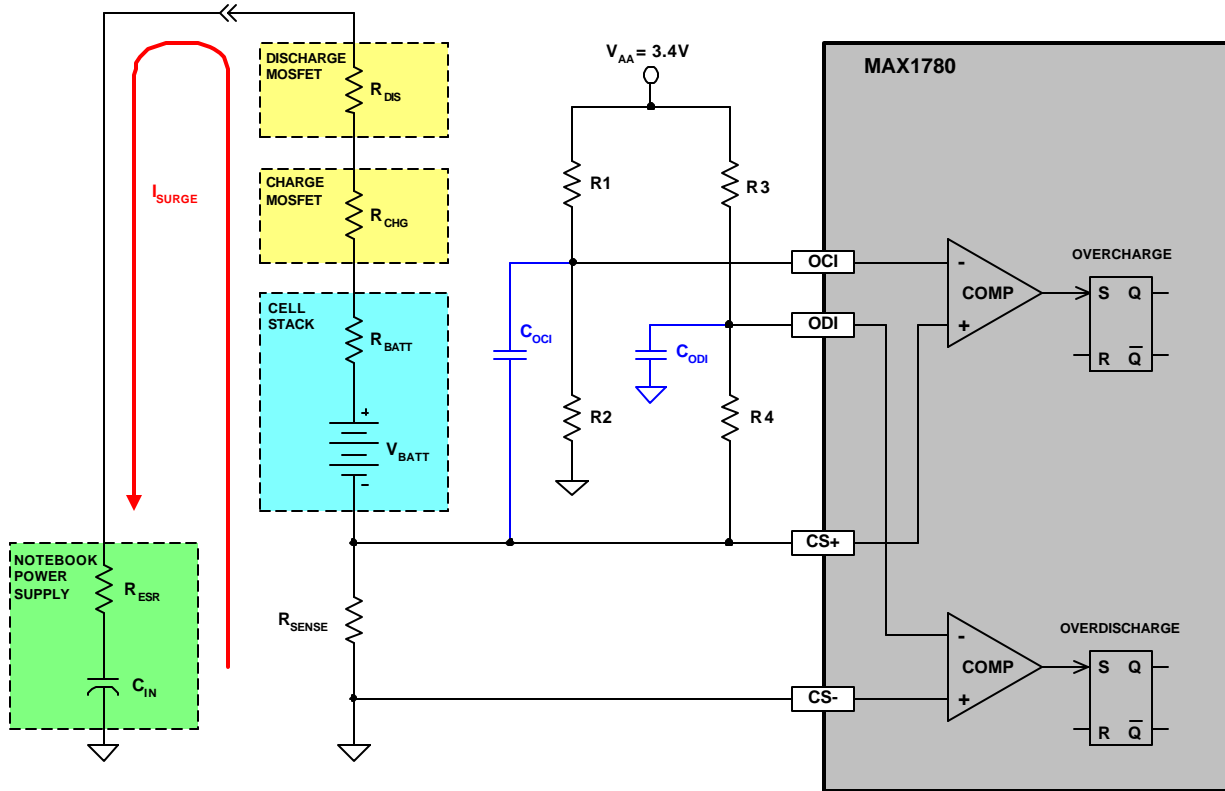 DISCHARGE
MOSFET
R_DIS
CHARGE
MOSFET
R_CHG
I_SURGE
CELL
STACK
R_BATT
+
V_BATT
-
NOTEBOOK
POWER
SUPPLY
R_ESR
C_IN
R_SENSE
V_AA = 3.4V
R1
R3
C_OCI
C_ODI
R2
R4
MAX1780
OCI
ODI
CS+
CS-
-
COMP
+
OVERCHARGE
S Q
R Q̅
-
COMP
+
OVERDISCHARGE
S Q
R Q̅